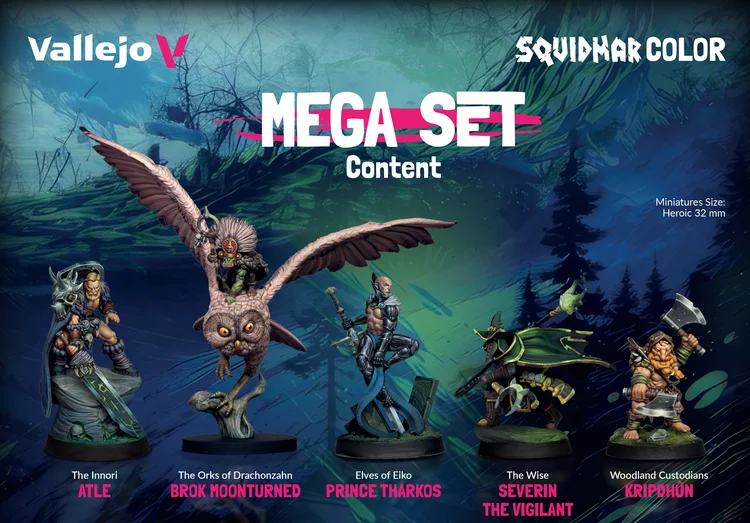 Vallejo
SQUIDMAR COLOR
MEGA SET
Content
Miniatures Size:
Heroic 32 mm
The Innori
ATLE
The Orks of Drachonzahn
BROK MOONTURNED
Elves of Eiko
PRINCE THARKOS
The Wise
SEVERIN
THE VIGILANT
Woodland Custodians
KRIPDHÜN